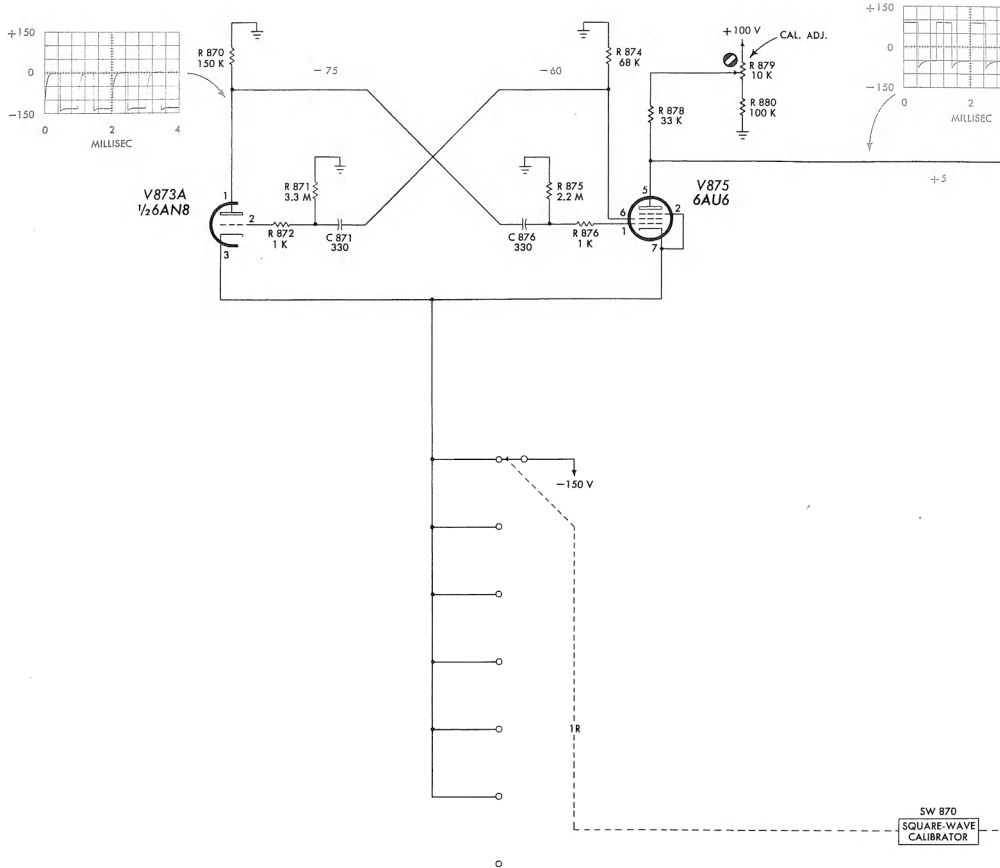 +150
0
−150
0
2
4
MILLISEC
R 870
150 K
−75
−60
R 874
68 K
+100 V
CAL. ADJ.
R 879
10 K
R 880
100 K
R 878
33 K
+150
0
−150
0
2
MILLISEC
+5
V873A
½6AN8
1
2
3
R 871
3.3 M
R 872
1 K
C 871
330
R 875
2.2 M
C 876
330
R 876
1 K
V875
6AU6
5
6
1
2
7
−150 V
1R
SW 870
SQUARE-WAVE
CALIBRATOR